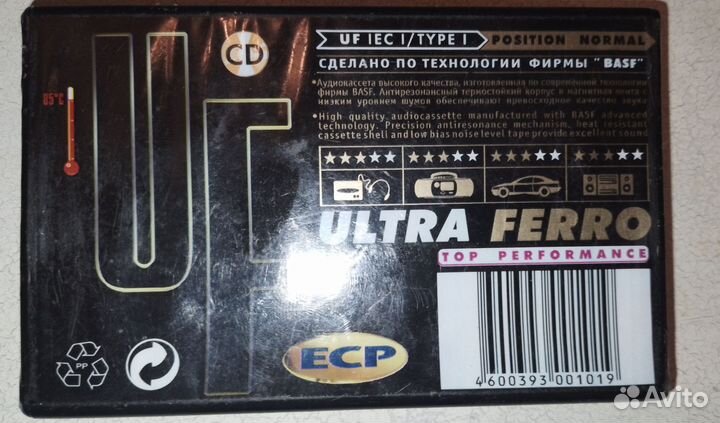 CD
UF IEC I/TYPE I POSITION NORMAL
СДЕЛАНО ПО ТЕХНОЛОГИИ ФИРМЫ "BASF"
•Аудиокассета высокого качества, изготовленная по современной технологии
фирмы BASF. Антирезонансный термостойкий корпус и магнитная лента с
низким уровнем шумов обеспечивают превосходное качество звука
•High quality audiocassette manufactured with BASF advanced
technology. Precision antiresonance mechanism, heat resistant
cassette shell and low bias noise level tape provide excellent sound
85°C
UF
ULTRA FERRO
TOP PERFORMANCE
PP
ECP
4600393 001019
Avito